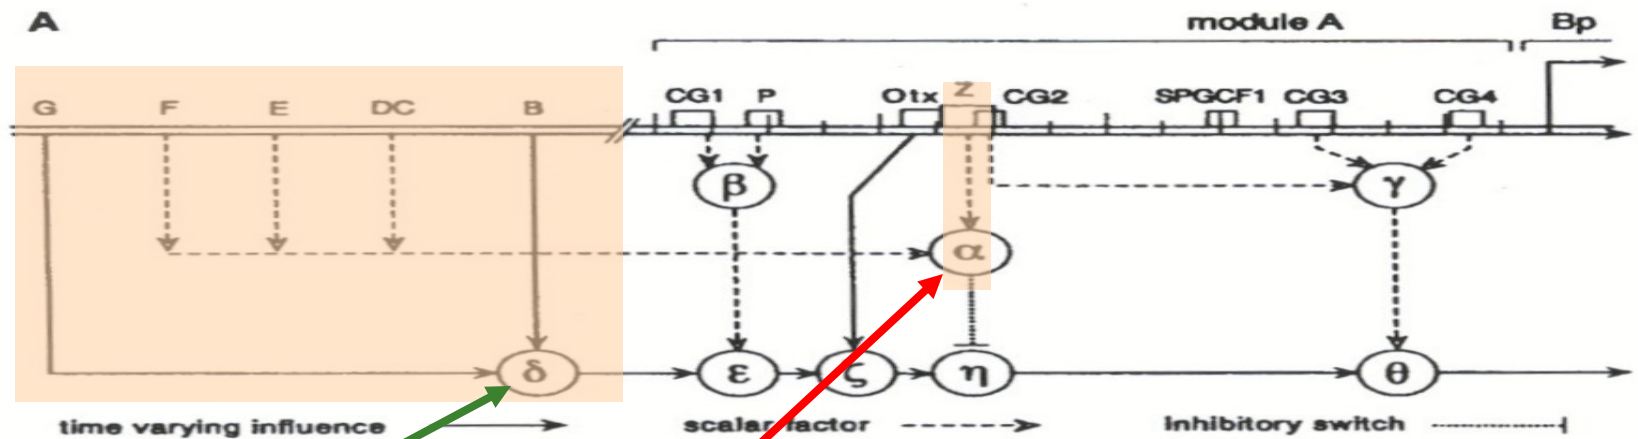 A
module A Bp
G F E DC B CG1 P Otx Z CG2 SPGCF1 CG3 CG4
β γ
α
δ ε ζ η θ
time varying influence scalar factor inhibitory switch